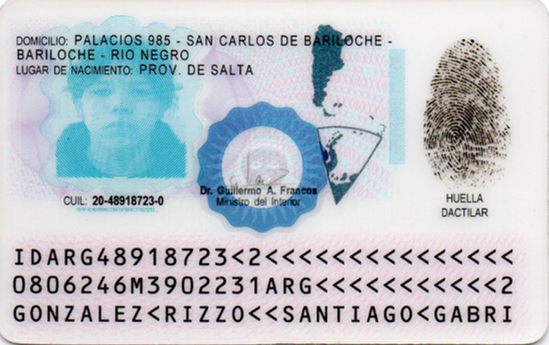 DOMICILIO: PALACIOS 985 - SAN CARLOS DE BARILOCHE -
BARILOCHE - RIO NEGRO
LUGAR DE NACIMIENTO: PROV. DE SALTA
Dr. Guillermo A. Francos
Ministro del Interior
CUIL: 20-48918723-0
HUELLA
DACTILAR
IDARG48918723<2<<<<<<<<<<<<<<<
0806246M3902231ARG<<<<<<<<<<<2
GONZALEZ<RIZZO<<SANTIAGO<GABRI